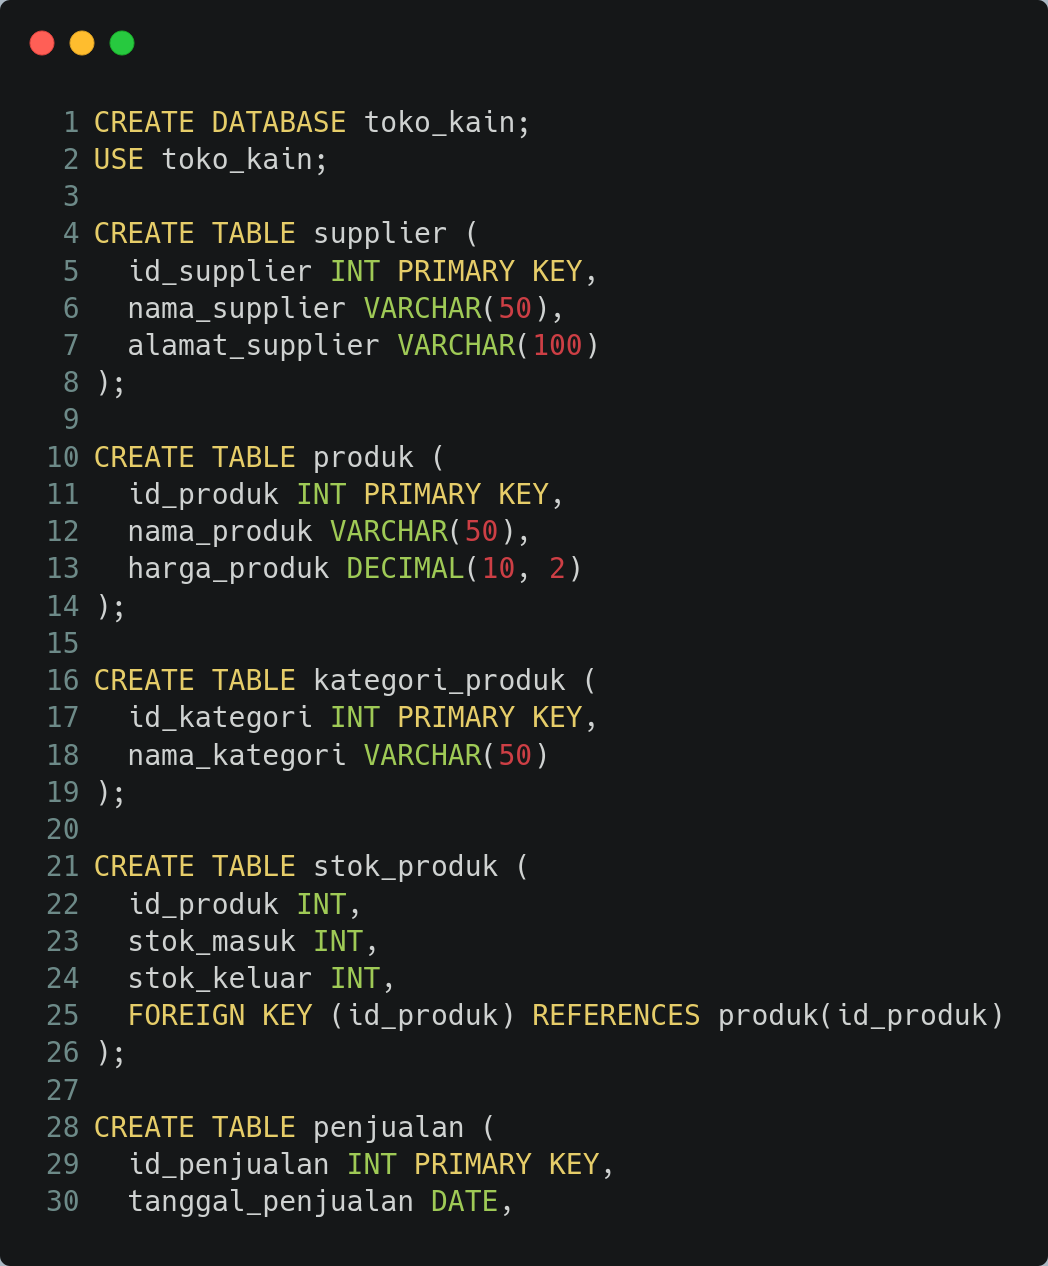 1 CREATE DATABASE toko_kain;
2 USE toko_kain;
3
4 CREATE TABLE supplier (
5   id_supplier INT PRIMARY KEY,
6   nama_supplier VARCHAR(50),
7   alamat_supplier VARCHAR(100)
8 );
9
10 CREATE TABLE produk (
11   id_produk INT PRIMARY KEY,
12   nama_produk VARCHAR(50),
13   harga_produk DECIMAL(10, 2)
14 );
15
16 CREATE TABLE kategori_produk (
17   id_kategori INT PRIMARY KEY,
18   nama_kategori VARCHAR(50)
19 );
20
21 CREATE TABLE stok_produk (
22   id_produk INT,
23   stok_masuk INT,
24   stok_keluar INT,
25   FOREIGN KEY (id_produk) REFERENCES produk(id_produk)
26 );
27
28 CREATE TABLE penjualan (
29   id_penjualan INT PRIMARY KEY,
30   tanggal_penjualan DATE,